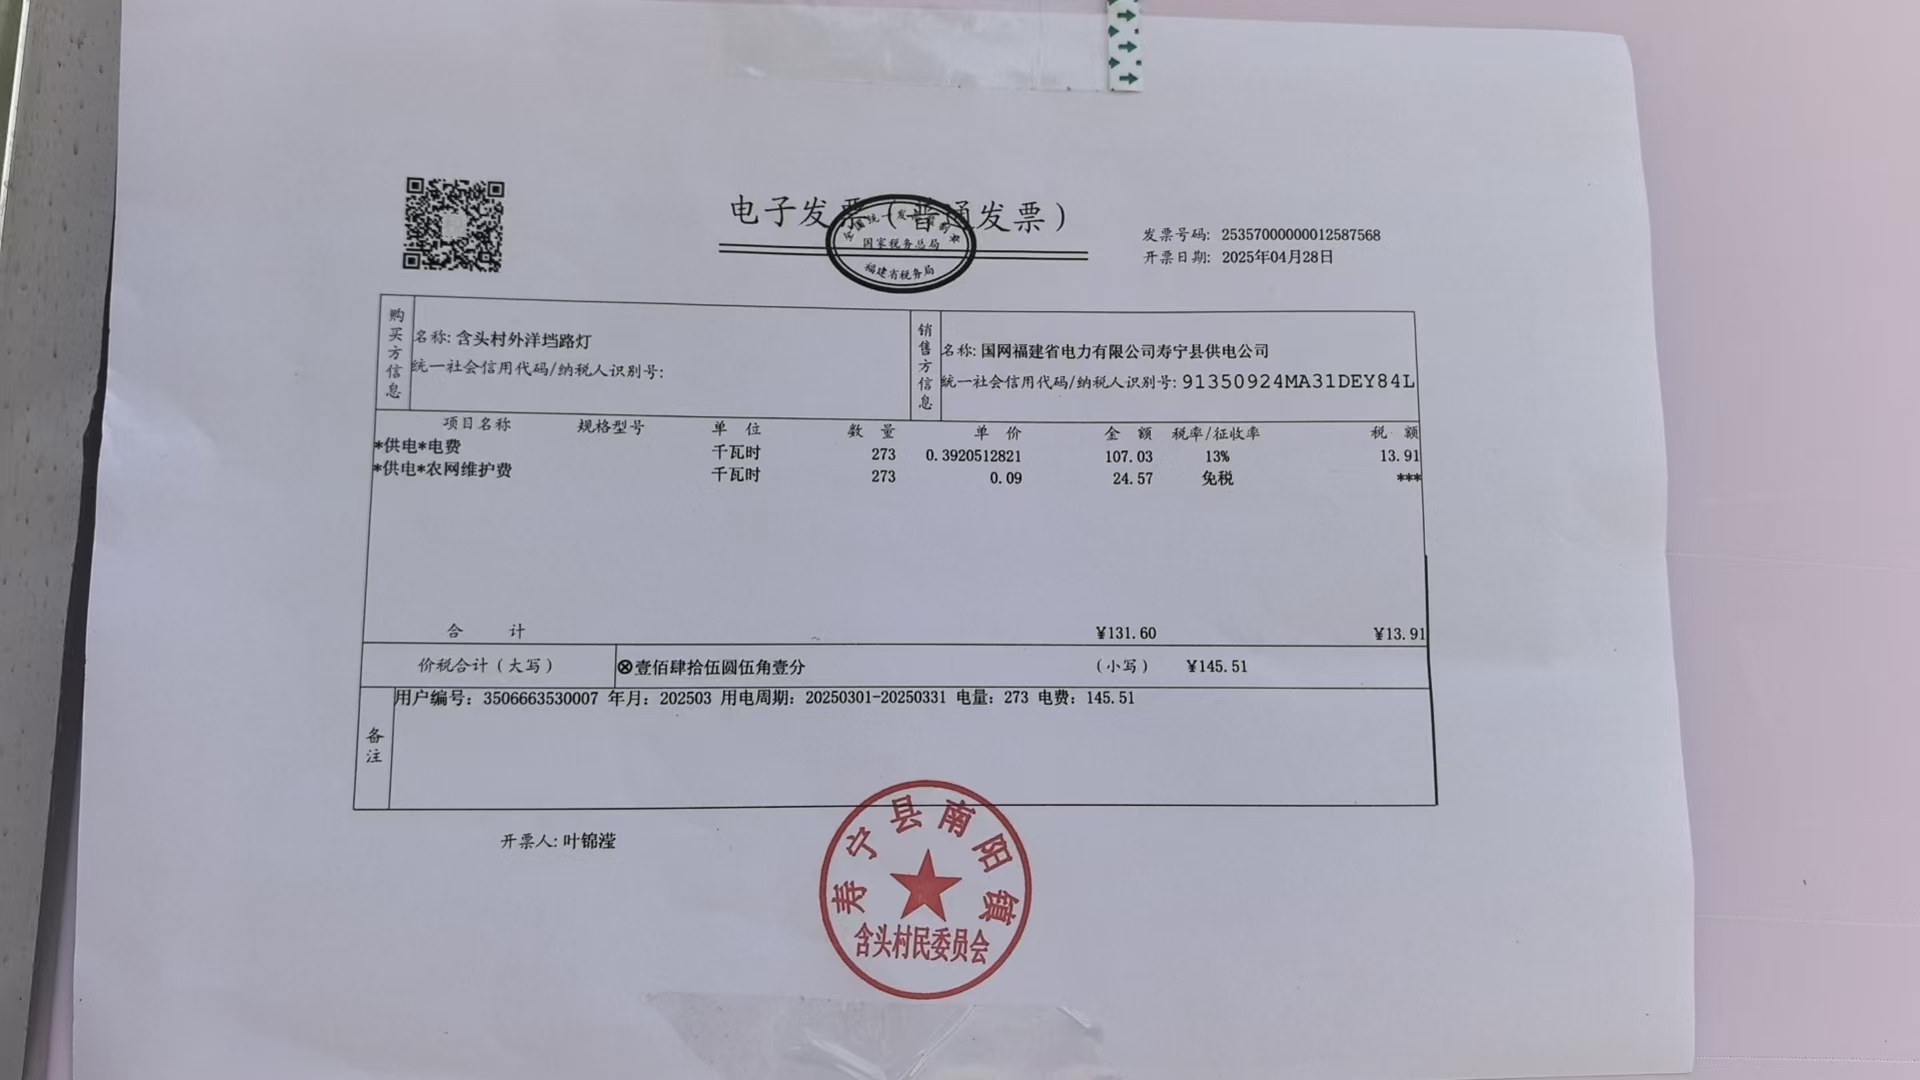 电子发票（普通发票）
全国统一发票监制章
国家税务总局
福建省税务局
发票号码: 25357000000012587568
开票日期: 2025年04月28日
购买方信息
名称: 含头村外洋垱路灯
统一社会信用代码/纳税人识别号:
销售方信息
名称: 国网福建省电力有限公司寿宁县供电公司
统一社会信用代码/纳税人识别号: 91350924MA31DEY84L
项目名称 规格型号 单位 数量 单价 金额 税率/征收率 税额
*供电*电费 千瓦时 273 0.3920512821 107.03 13% 13.91
*供电*农网维护费 千瓦时 273 0.09 24.57 免税 ***
合计 ¥131.60 ¥13.91
价税合计（大写） ⊗壹佰肆拾伍圆伍角壹分 （小写） ¥145.51
备注
用户编号: 3506663530007 年月: 202503 用电周期: 20250301-20250331 电量: 273 电费: 145.51
开票人: 叶锦滢
寿宁县南阳镇
含头村民委员会